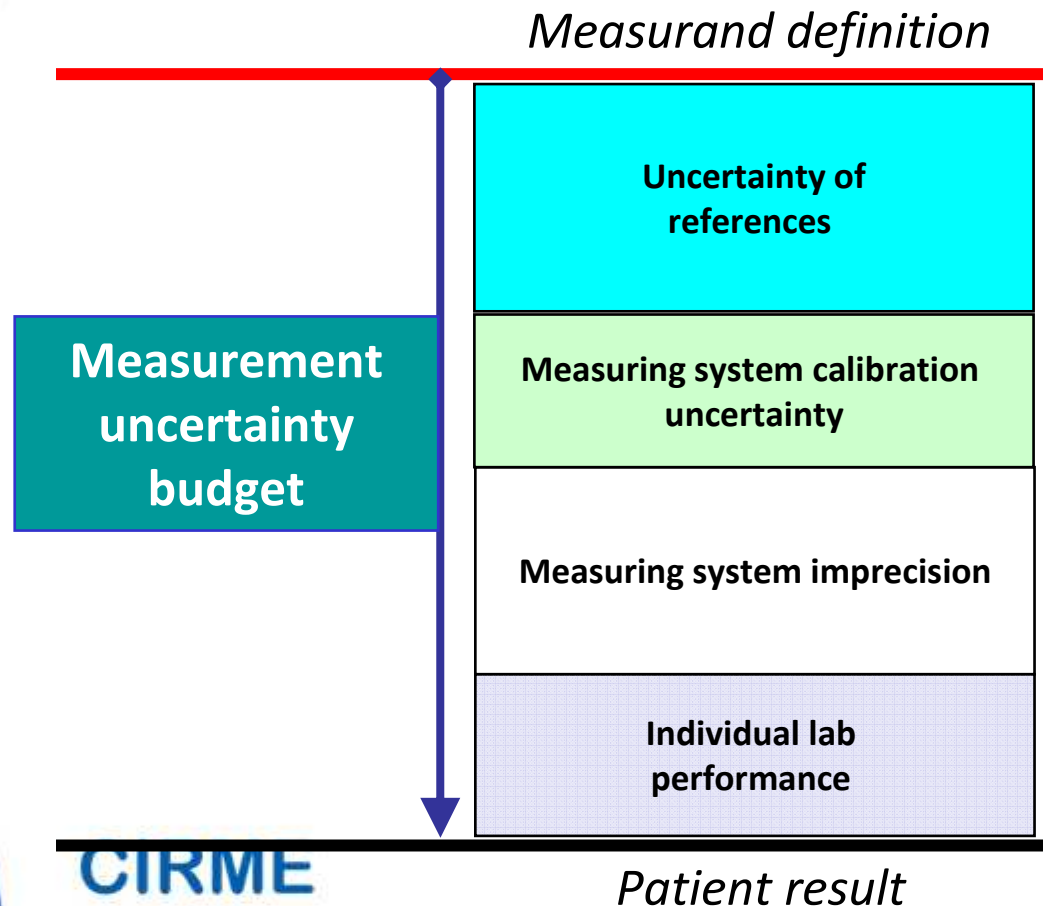 Measurand definition
Uncertainty of
references
Measurement
uncertainty
budget
Measuring system calibration
uncertainty
Measuring system imprecision
Individual lab
performance
CIRME
Patient result